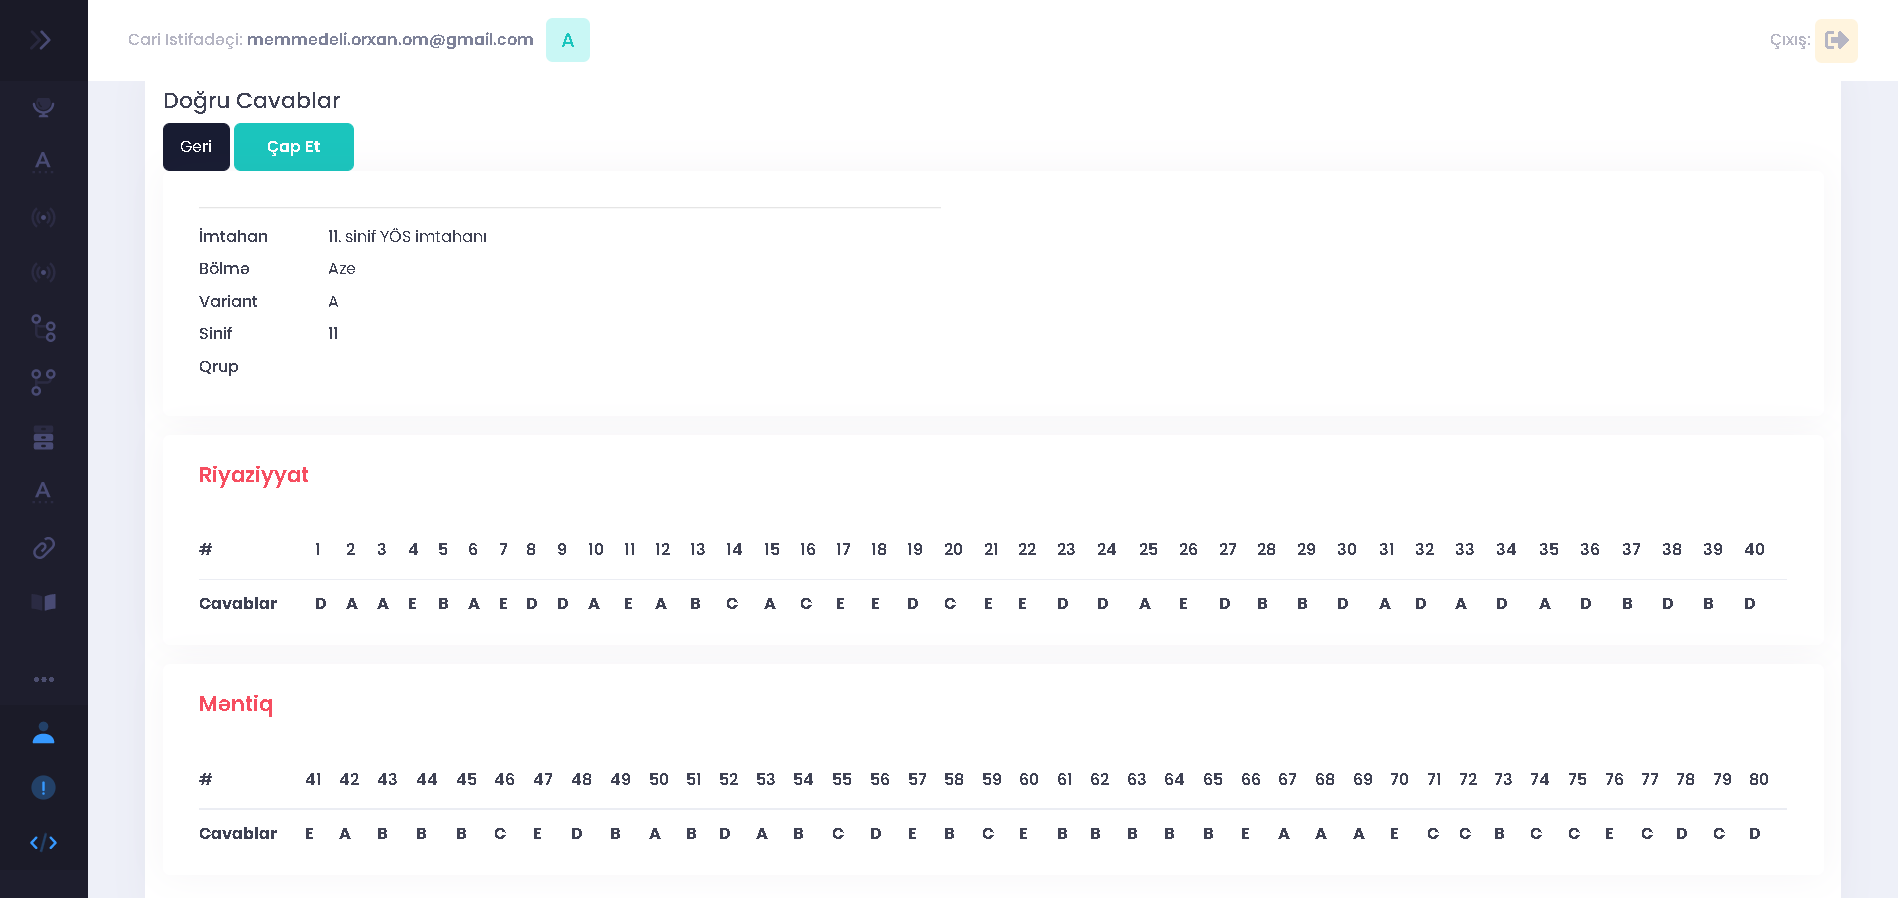 Cari Istifadəçi: memmedeli.orxan.om@gmail.com A Çıxış:
Doğru Cavablar
Geri Çap Et
İmtahan 11. sinif YÖS imtahanı
Bölmə Aze
Variant A
Sinif 11
Qrup
Riyaziyyat
# 1 2 3 4 5 6 7 8 9 10 11 12 13 14 15 16 17 18 19 20 21 22 23 24 25 26 27 28 29 30 31 32 33 34 35 36 37 38 39 40
Cavablar D A A E B A E D D A E A B C A C E E D C E E D D A E D B B D A D A D A D B D B D
Məntiq
# 41 42 43 44 45 46 47 48 49 50 51 52 53 54 55 56 57 58 59 60 61 62 63 64 65 66 67 68 69 70 71 72 73 74 75 76 77 78 79 80
Cavablar E A B B B C E D B A B D A B C D E B C E B B B B B E A A A E C C B C C E C D C D